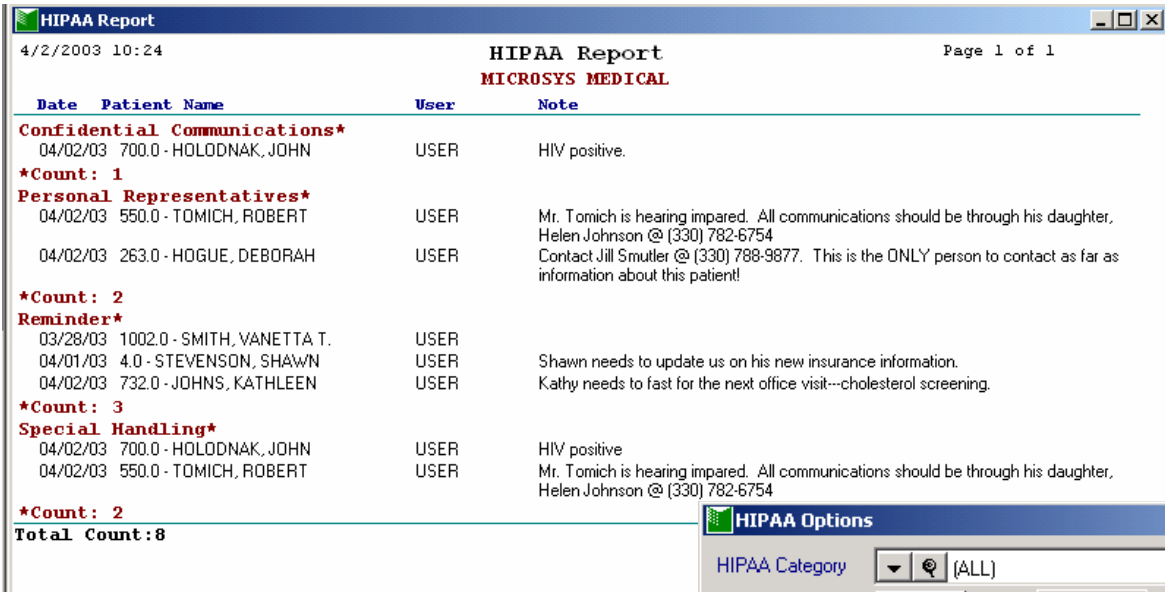 HIPAA Report
4/2/2003 10:24 HIPAA Report Page 1 of 1
MICROSYS MEDICAL
Date Patient Name User Note
Confidential Communications*
04/02/03 700.0 - HOLODNAK, JOHN USER HIV positive.
*Count: 1
Personal Representatives*
04/02/03 550.0 - TOMICH, ROBERT USER Mr. Tomich is hearing impared. All communications should be through his daughter,
Helen Johnson @ (330) 782-6754
04/02/03 263.0 - HOGUE, DEBORAH USER Contact Jill Smutler @ (330) 788-9877. This is the ONLY person to contact as far as
information about this patient!
*Count: 2
Reminder*
03/28/03 1002.0 - SMITH, VANETTA T. USER
04/01/03 4.0 - STEVENSON, SHAWN USER Shawn needs to update us on his new insurance information.
04/02/03 732.0 - JOHNS, KATHLEEN USER Kathy needs to fast for the next office visit---cholesterol screening.
*Count: 3
Special Handling*
04/02/03 700.0 - HOLODNAK, JOHN USER HIV positive
04/02/03 550.0 - TOMICH, ROBERT USER Mr. Tomich is hearing impared. All communications should be through his daughter,
Helen Johnson @ (330) 782-6754
*Count: 2
Total Count:8
HIPAA Options
HIPAA Category (ALL)